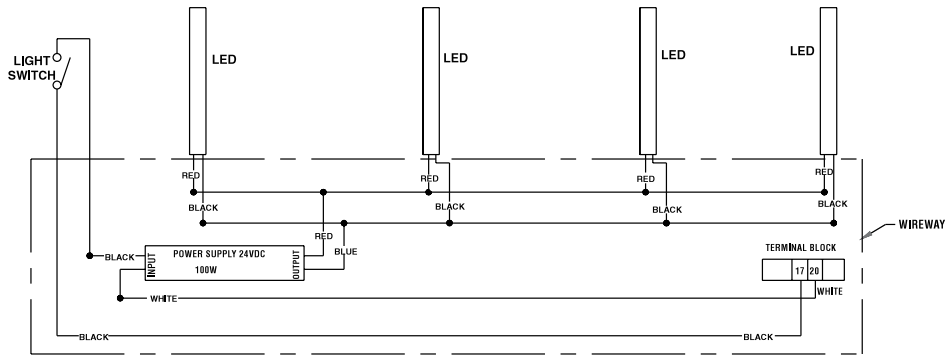 LIGHT
SWITCH
LED
LED
LED
LED
RED
RED
RED
RED
BLACK
BLACK
BLACK
BLACK
WIREWAY
RED
BLUE
BLACK
INPUT
POWER SUPPLY 24VDC
100W
OUTPUT
TERMINAL BLOCK
17 20
WHITE
WHITE
BLACK
BLACK